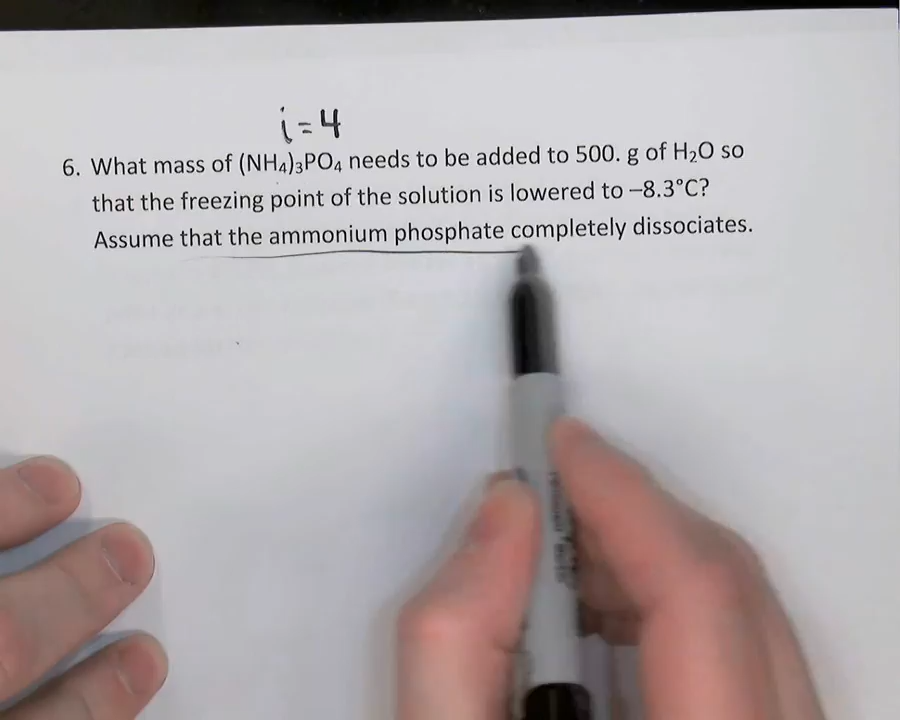 i=4
6. What mass of (NH₄)₃PO₄ needs to be added to 500. g of H₂O so
that the freezing point of the solution is lowered to −8.3°C?
Assume that the ammonium phosphate completely dissociates.